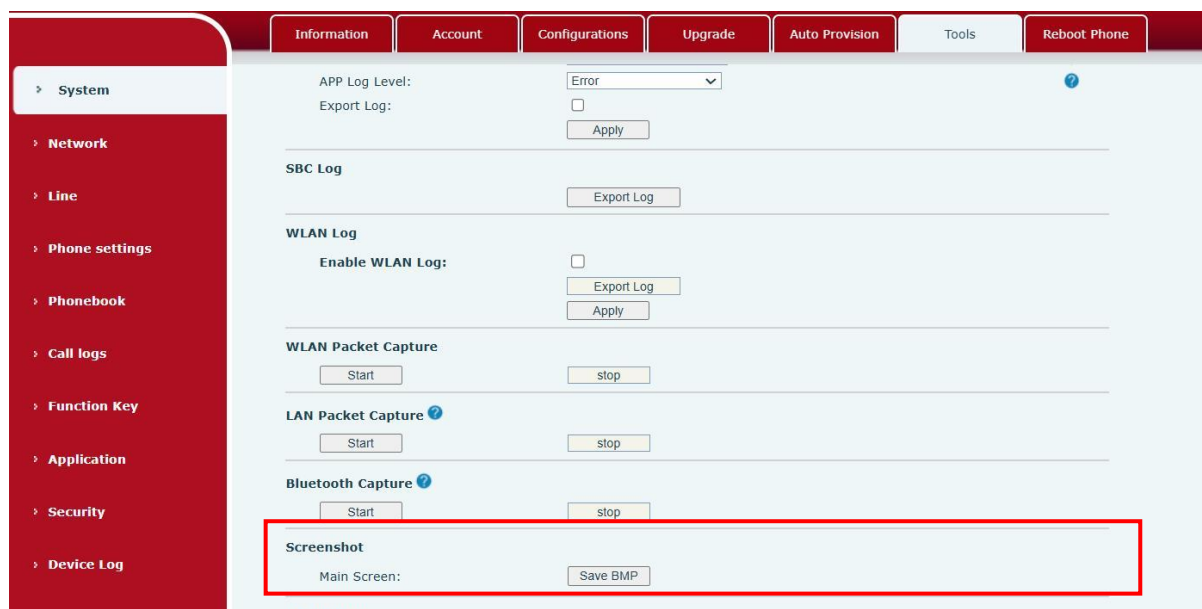 Information Account Configurations Upgrade Auto Provision Tools Reboot Phone
System
Network
Line
Phone settings
Phonebook
Call logs
Function Key
Application
Security
Device Log
APP Log Level: Error
Export Log:
Apply
SBC Log
Export Log
WLAN Log
Enable WLAN Log:
Export Log
Apply
WLAN Packet Capture
Start stop
LAN Packet Capture ?
Start stop
Bluetooth Capture ?
Start stop
Screenshot
Main Screen: Save BMP